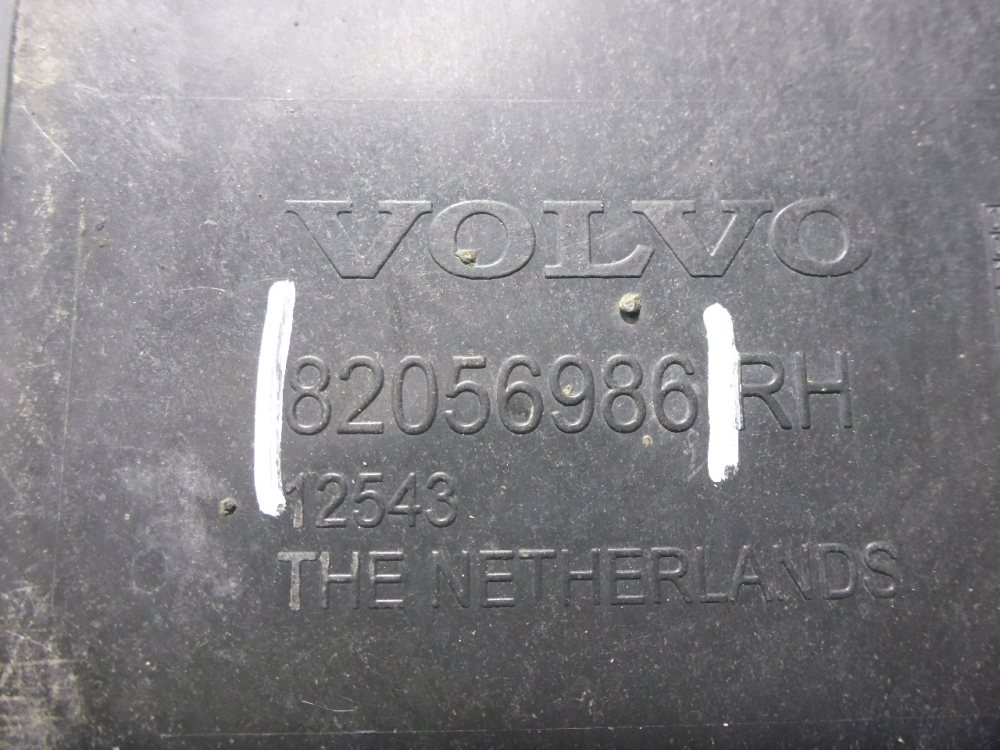 VOLVO
82056986 RH
12543
THE NETHERLANDS